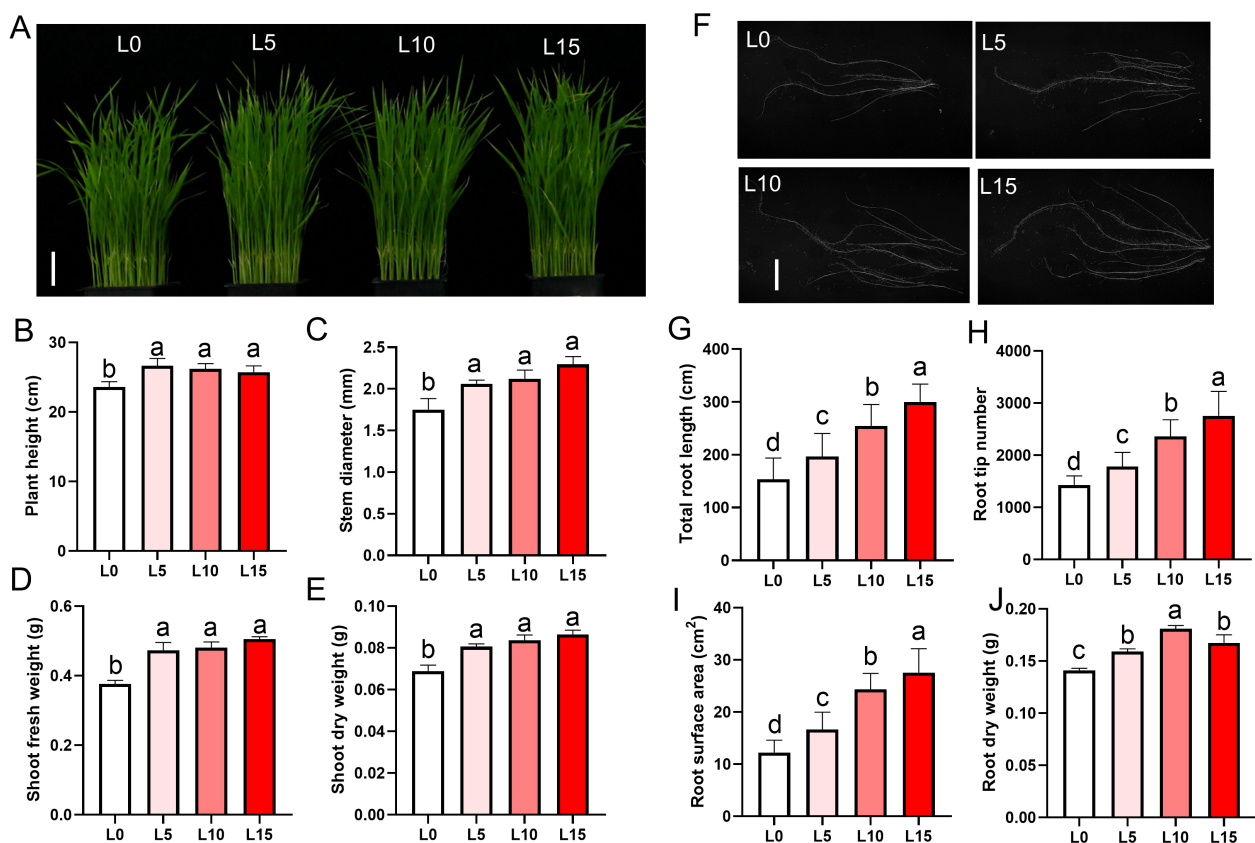 A
L0 L5 L10 L15
B
Plant height (cm)
30
20
10
0
b a a a
L0 L5 L10 L15
C
Stem diameter (mm)
2.5
2.0
1.5
1.0
0.5
0.0
b a a a
L0 L5 L10 L15
D
Shoot fresh weight (g)
0.6
0.4
0.2
0.0
b a a a
L0 L5 L10 L15
E
Shoot dry weight (g)
0.10
0.08
0.06
0.04
0.02
0.00
b a a a
L0 L5 L10 L15
F
L0 L5
L10 L15
G
Total root length (cm)
400
300
200
100
0
d c b a
L0 L5 L10 L15
H
Root tip number
4000
3000
2000
1000
0
d c b a
L0 L5 L10 L15
I
Root surface area (cm²)
40
30
20
10
0
d c b a
L0 L5 L10 L15
J
Root dry weight (g)
0.20
0.15
0.10
0.05
0.00
c b a b
L0 L5 L10 L15